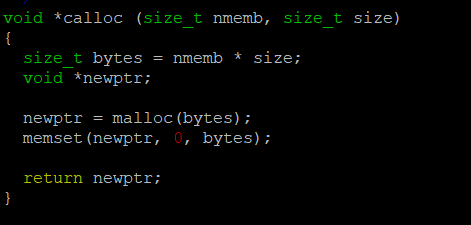 void *calloc (size_t nmemb, size_t size)
{
  size_t bytes = nmemb * size;
  void *newptr;

  newptr = malloc(bytes);
  memset(newptr, 0, bytes);

  return newptr;
}